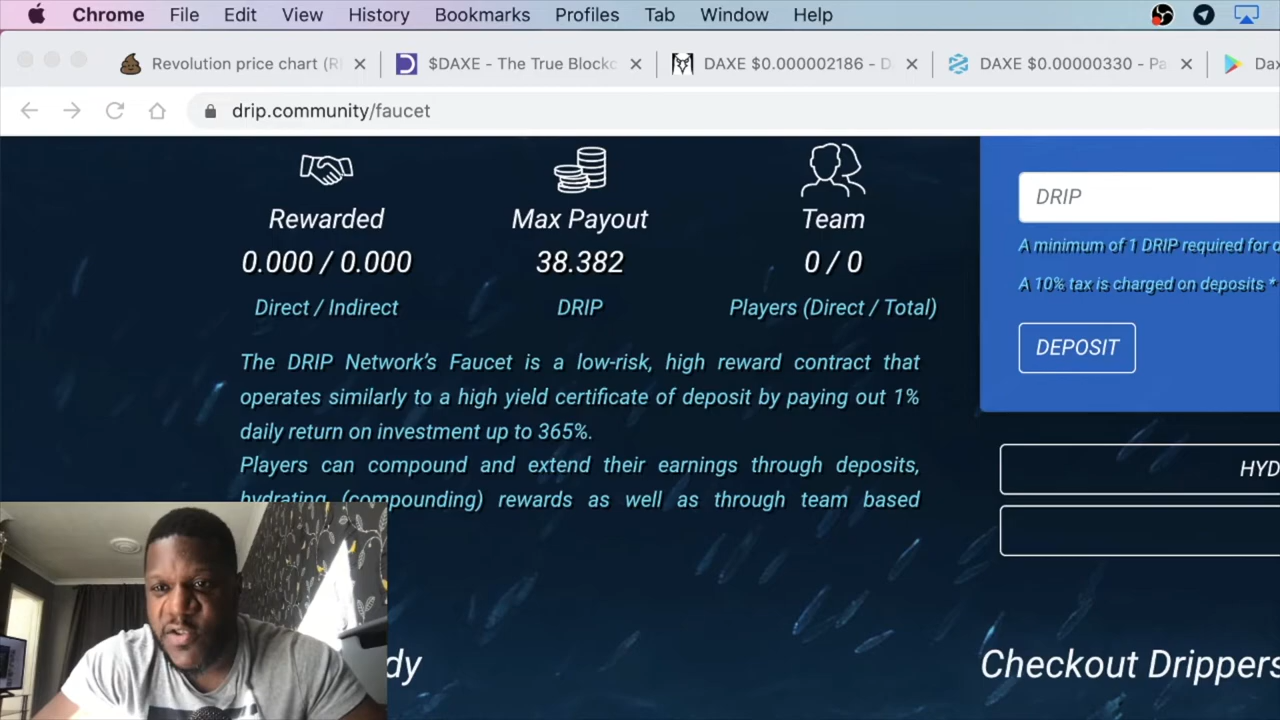 Chrome File Edit View History Bookmarks Profiles Tab Window Help
Revolution price chart (R $DAXE - The True Blockc DAXE $0.000002186 - D DAXE $0.00000330 - Pa Dax
drip.community/faucet
Rewarded Max Payout Team
0.000 / 0.000 38.382 0 / 0
Direct / Indirect DRIP Players (Direct / Total)
The DRIP Network's Faucet is a low-risk, high reward contract that
operates similarly to a high yield certificate of deposit by paying out 1%
daily return on investment up to 365%.
Players can compound and extend their earnings through deposits,
hydrating (compounding) rewards as well as through team based
DRIP
A minimum of 1 DRIP required for
A 10% tax is charged on deposits *
DEPOSIT
HYD
dy
Checkout Drippers